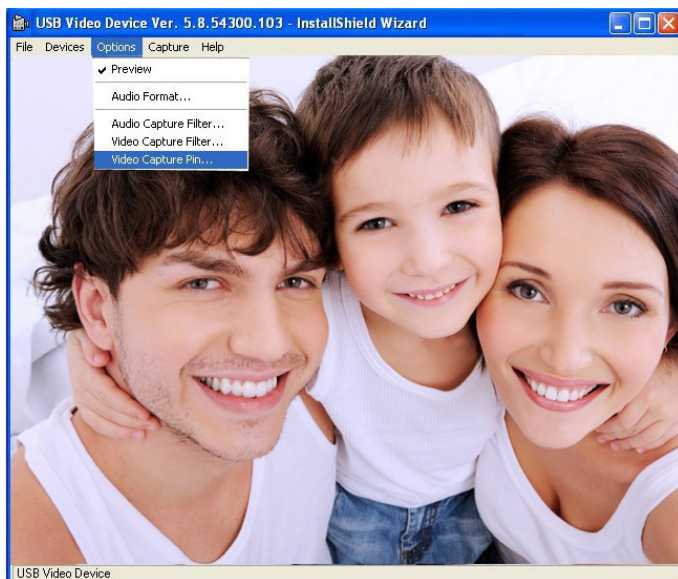 USB Video Device Ver. 5.8.54300.103 - InstallShield Wizard
File Devices Options Capture Help
Preview
Audio Format...
Audio Capture Filter...
Video Capture Filter...
Video Capture Pin...
USB Video Device